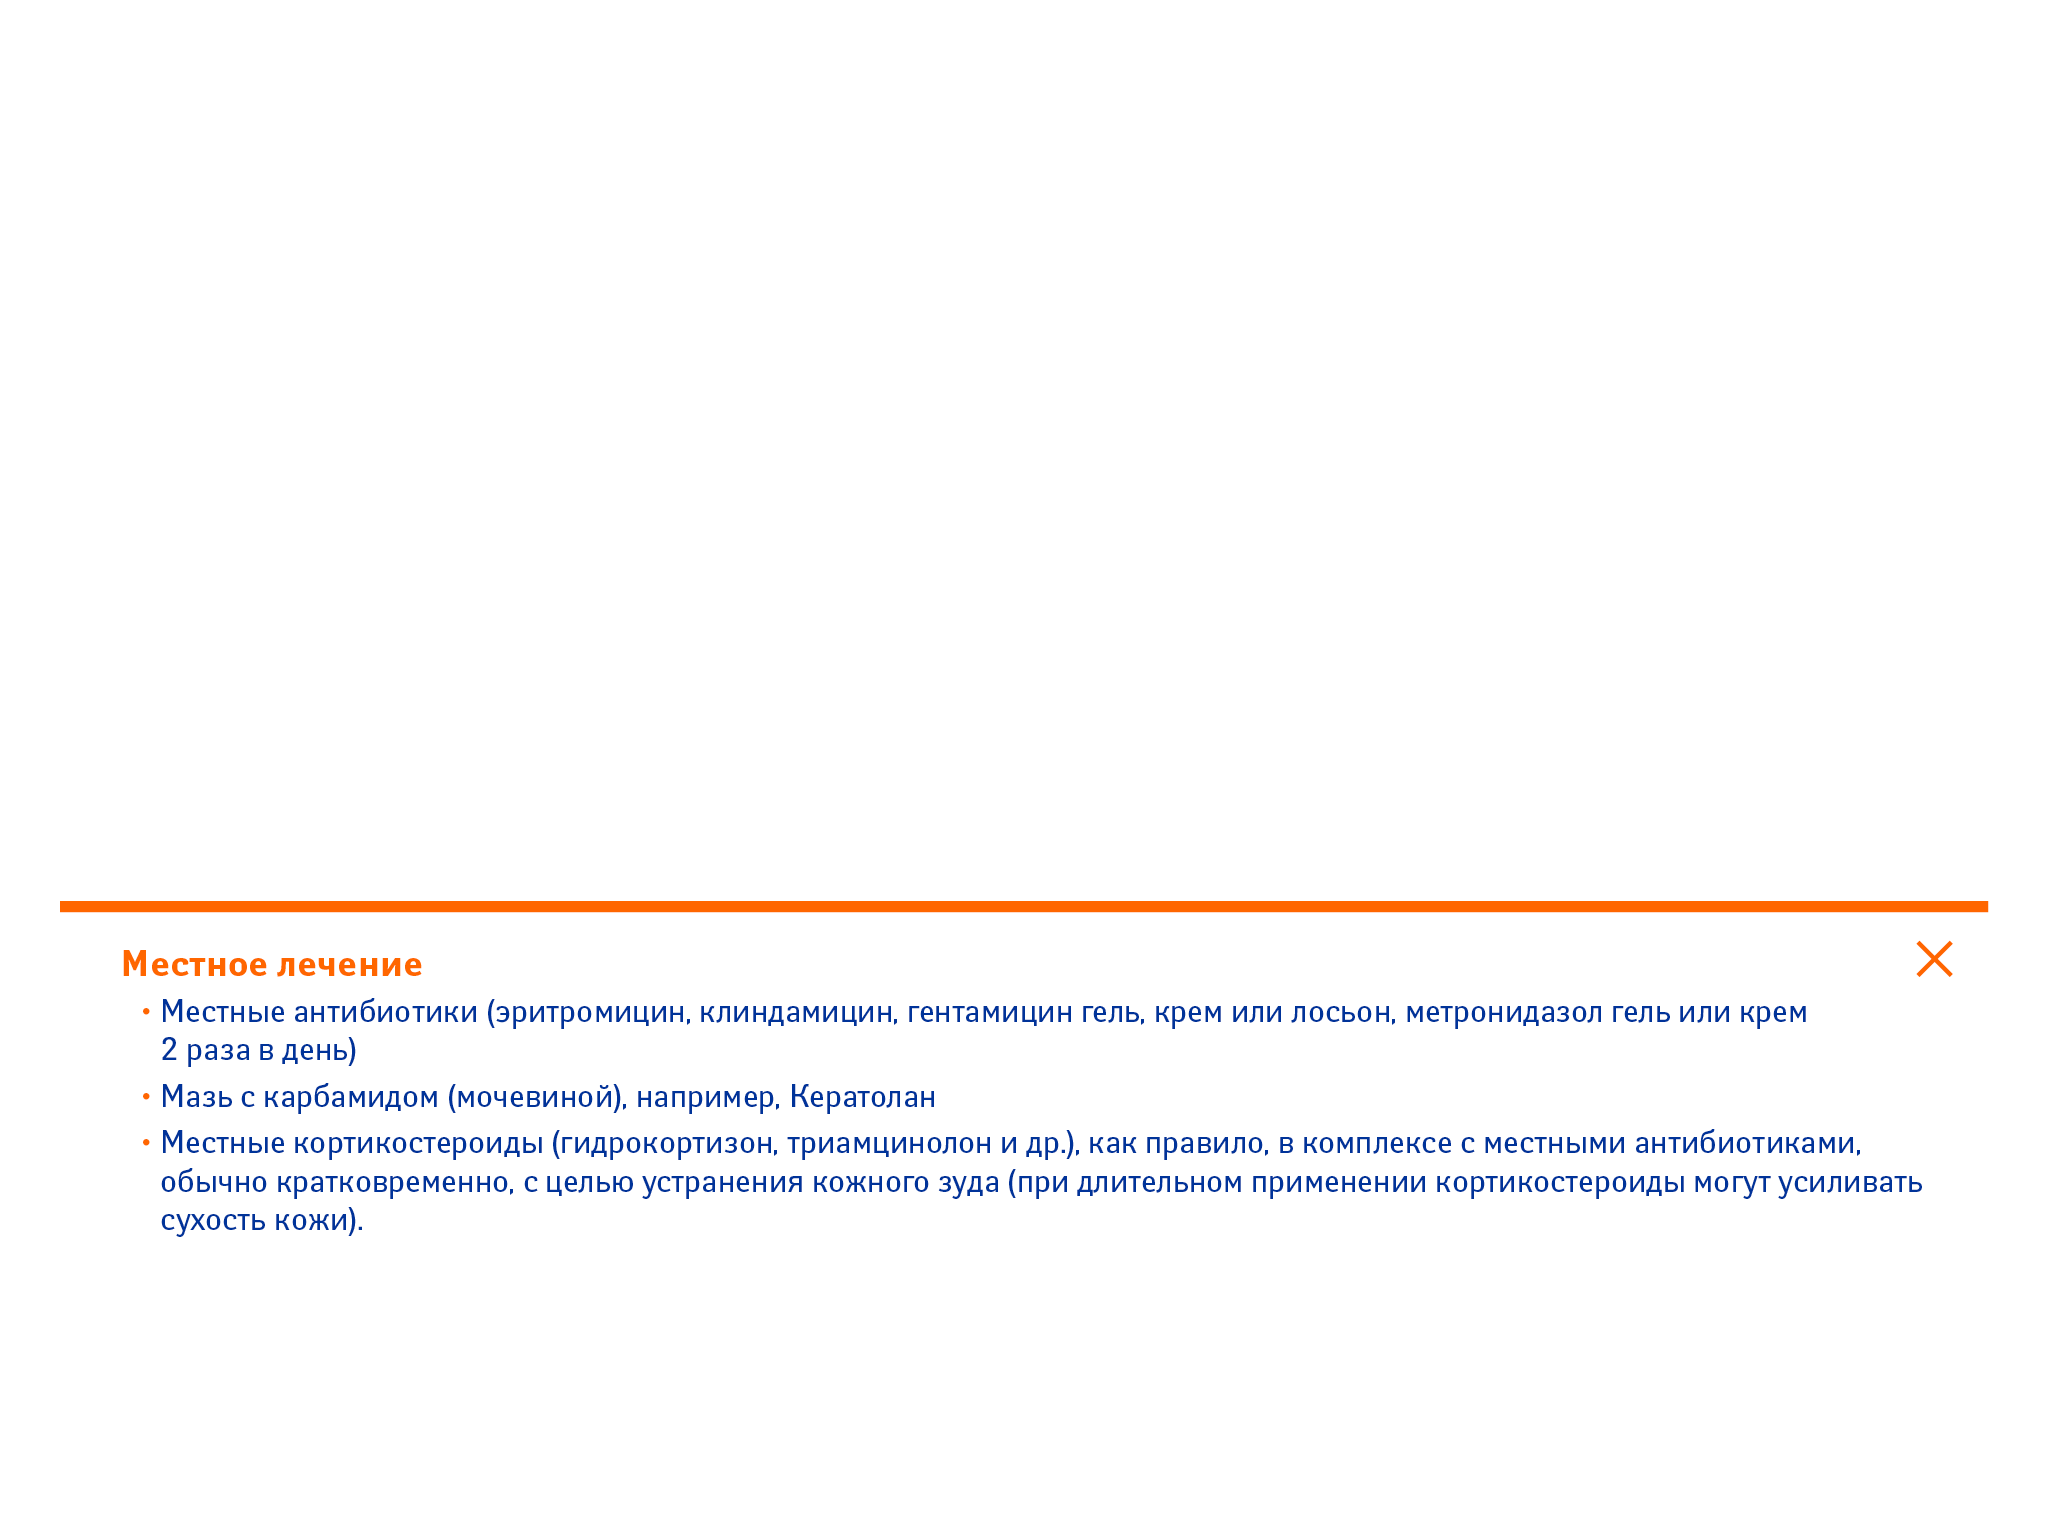 Местное лечение
• Местные антибиотики (эритромицин, клиндамицин, гентамицин гель, крем или лосьон, метронидазол гель или крем
2 раза в день)
• Мазь с карбамидом (мочевиной), например, Кератолан
• Местные кортикостероиды (гидрокортизон, триамцинолон и др.), как правило, в комплексе с местными антибиотиками,
обычно кратковременно, с целью устранения кожного зуда (при длительном применении кортикостероиды могут усиливать
сухость кожи).